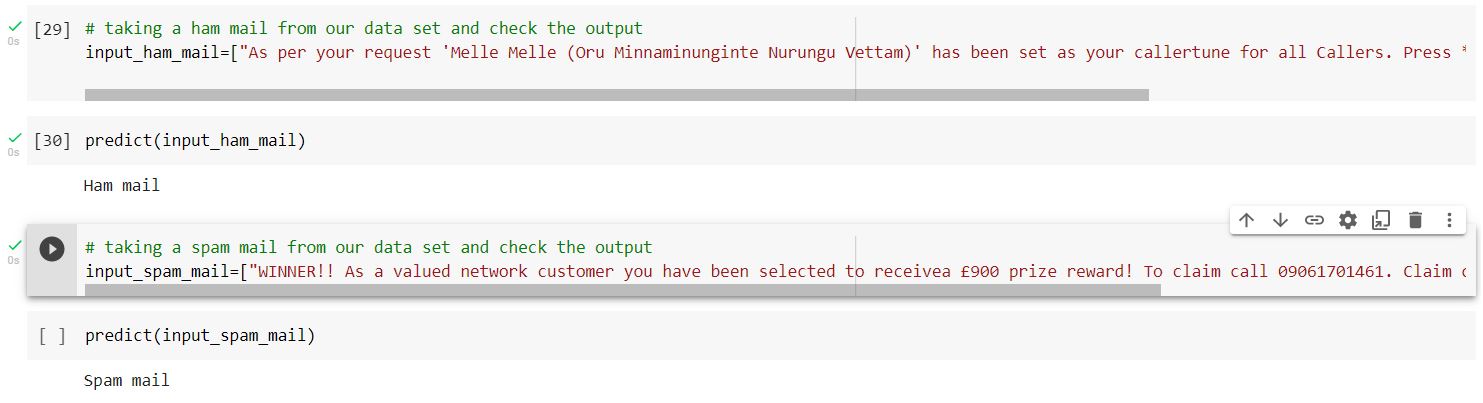 [29] # taking a ham mail from our data set and check the output
0s input_ham_mail=["As per your request 'Melle Melle (Oru Minnaminunginte Nurungu Vettam)' has been set as your callertune for all Callers. Press *
[30] predict(input_ham_mail)
0s
Ham mail
# taking a spam mail from our data set and check the output
0s input_spam_mail=["WINNER!! As a valued network customer you have been selected to receivea £900 prize reward! To claim call 09061701461. Claim
[ ] predict(input_spam_mail)
Spam mail